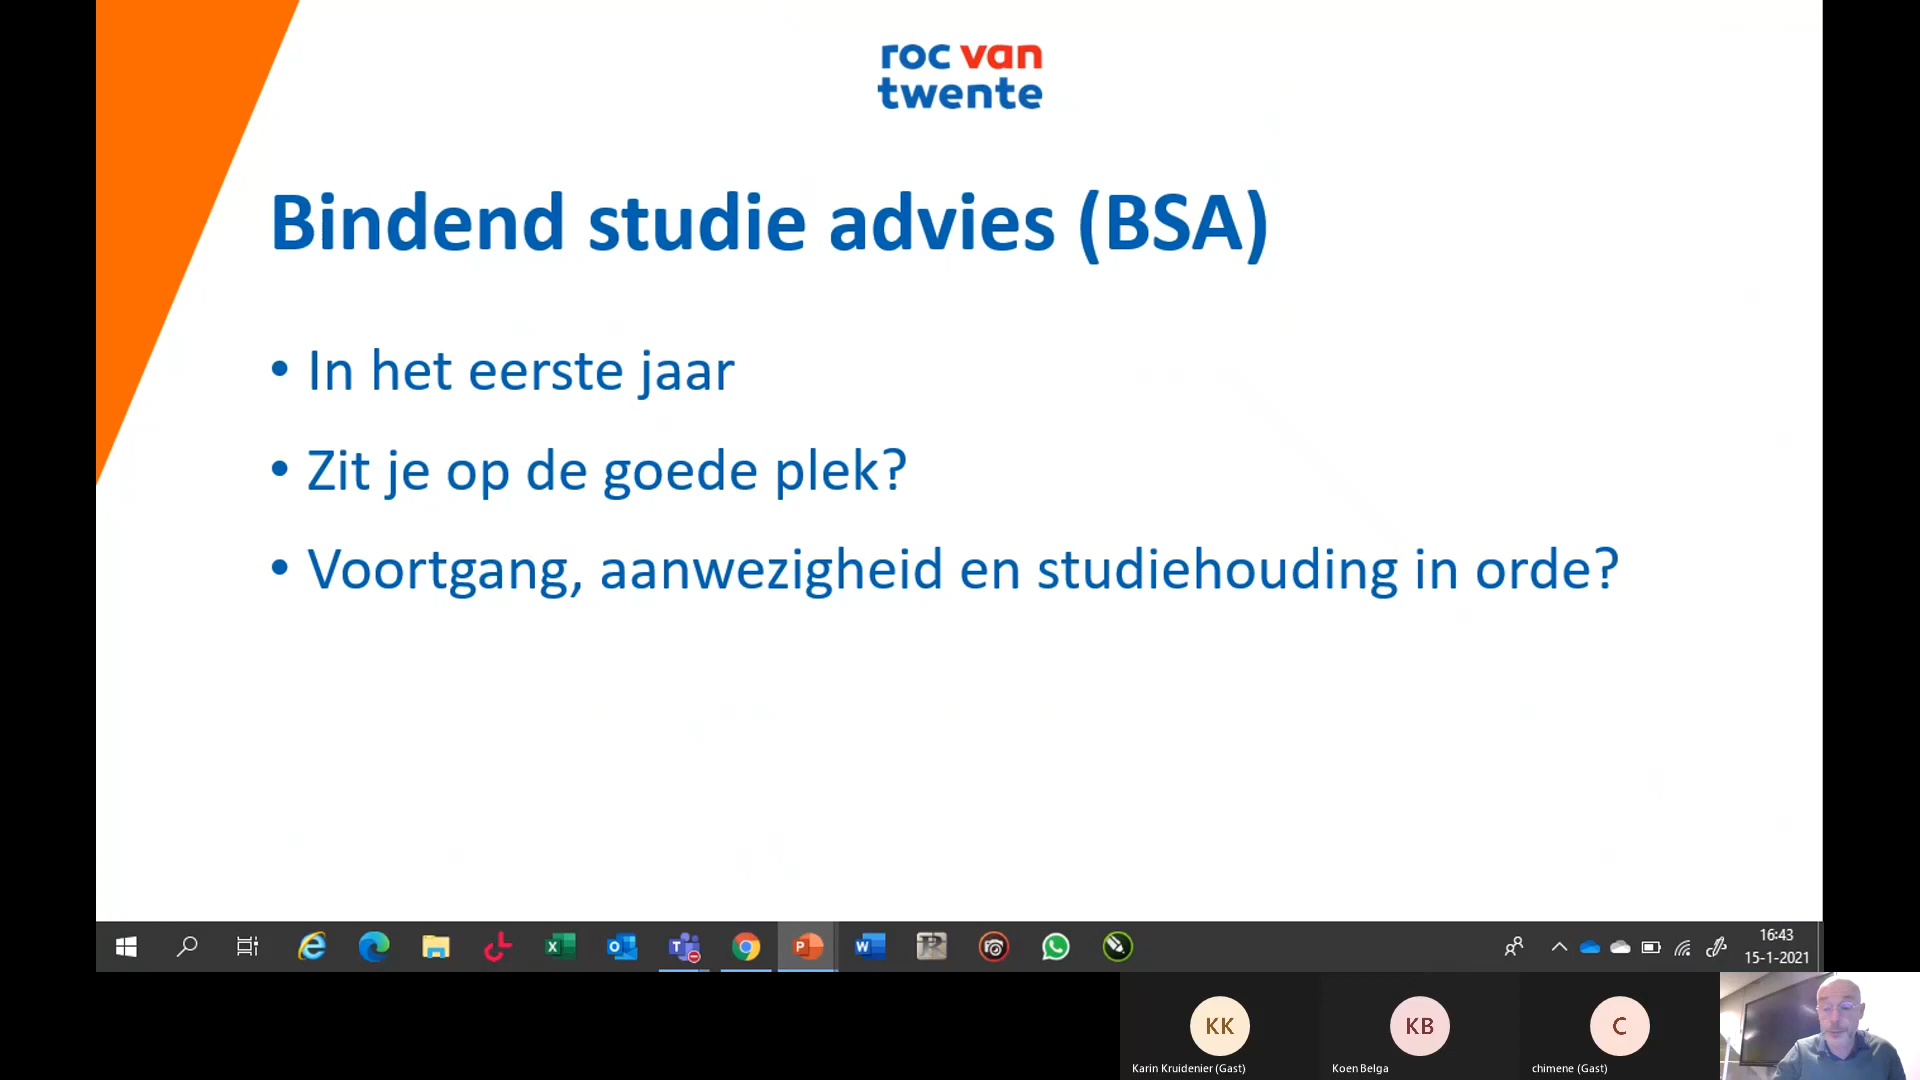 roc van
twente
Bindend studie advies (BSA)
• In het eerste jaar
• Zit je op de goede plek?
• Voortgang, aanwezigheid en studiehouding in orde?
16:43
15-1-2021
KK
KB
C
Karin Kruidenier (Gast)
Koen Belga
chimene (Gast)